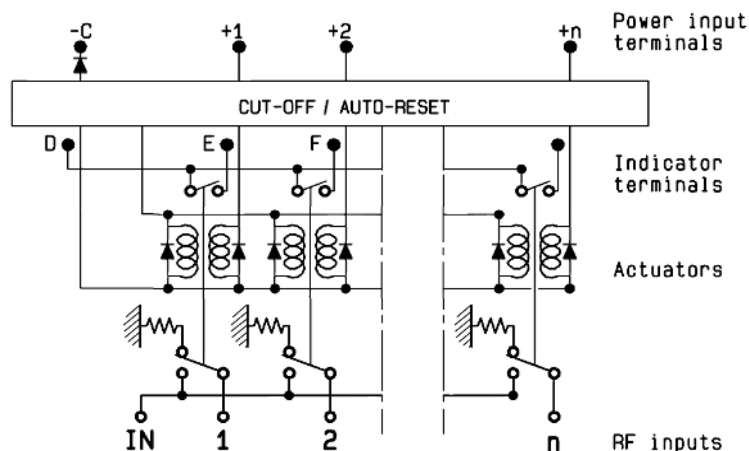 -C +1 +2 +n Power input
terminals
CUT-OFF / AUTO-RESET
D E F Indicator
terminals
Actuators
IN 1 2 n RF inputs